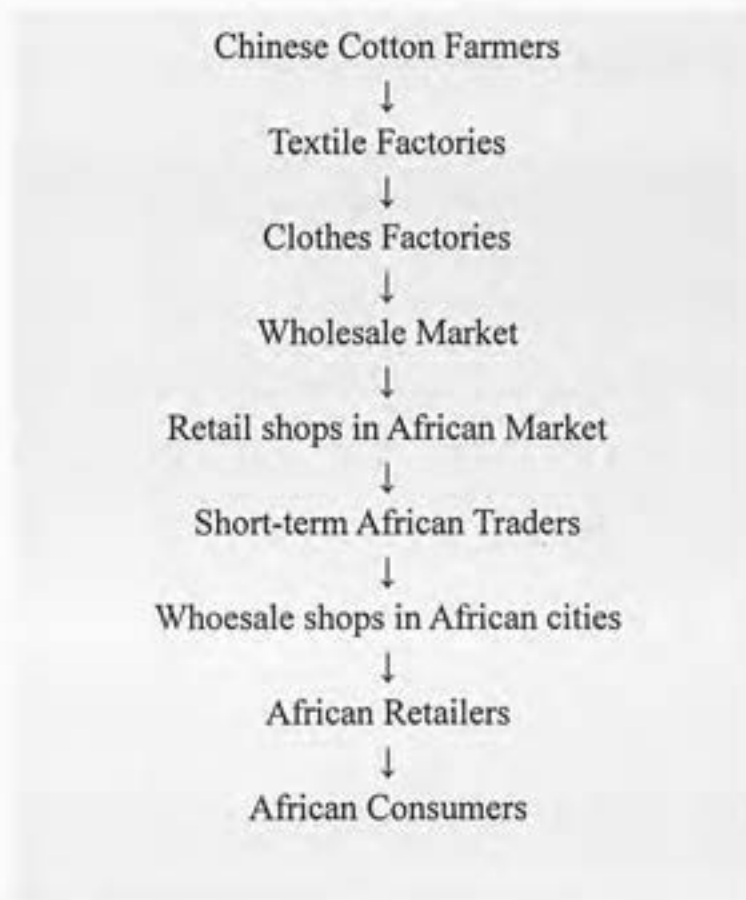 Chinese Cotton Farmers
↓
Textile Factories
↓
Clothes Factories
↓
Wholesale Market
↓
Retail shops in African Market
↓
Short-term African Traders
↓
Whoesale shops in African cities
↓
African Retailers
↓
African Consumers